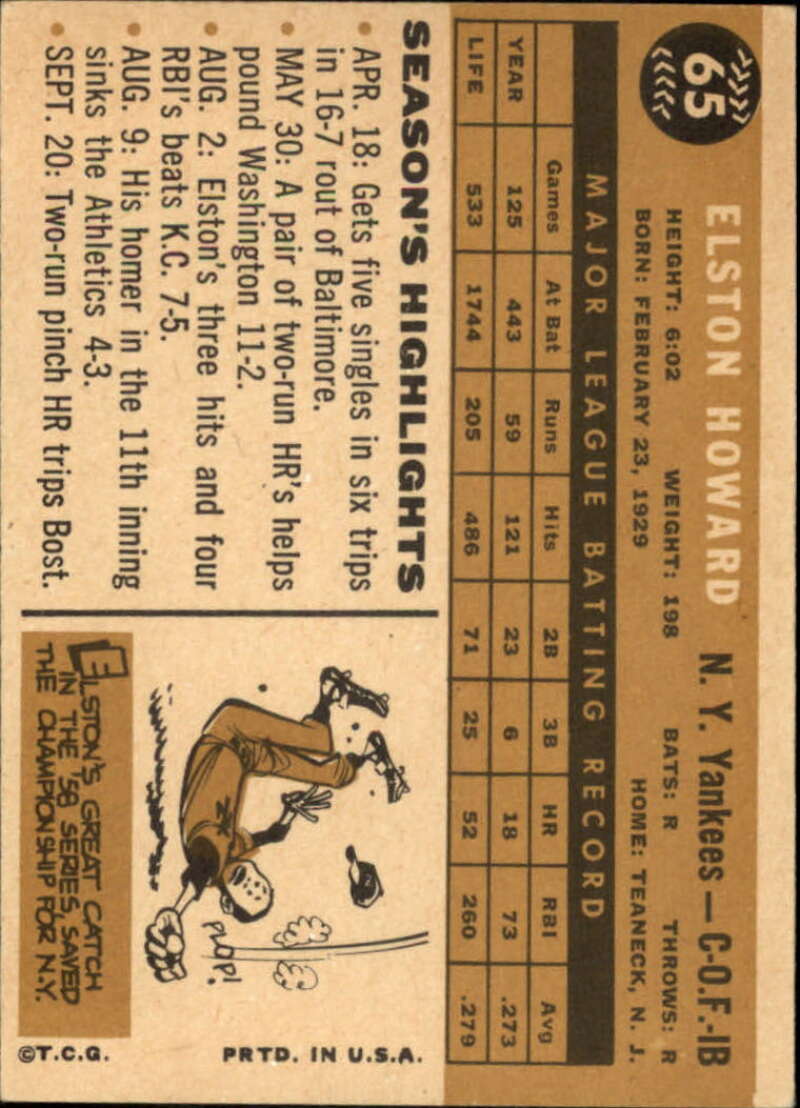 65
ELSTON HOWARD N. Y. Yankees — C-O.F.-1B
HEIGHT: 6:02 WEIGHT: 198 BATS: R THROWS: R
BORN: FEBRUARY 23, 1929 HOME: TEANECK, N. J.
MAJOR LEAGUE BATTING RECORD
Games At Bat Runs Hits 2B 3B HR RBI Avg
YEAR 125 443 59 121 23 6 18 73 .273
LIFE 533 1744 205 486 71 25 52 260 .279
SEASON'S HIGHLIGHTS
• APR. 18: Gets five singles in six trips
in 16-7 rout of Baltimore.
• MAY 30: A pair of two-run HR's helps
pound Washington 11-2.
• AUG. 2: Elston's three hits and four
RBI's beats K.C. 7-5.
• AUG. 9: His homer in the 11th inning
sinks the Athletics 4-3.
• SEPT. 20: Two-run pinch HR trips Bost.
PLOP!
NY
ELSTON'S GREAT CATCH
IN THE '58 SERIES, SAVED
THE CHAMPIONSHIP FOR N.Y.
PRTD. IN U.S.A.
©T.C.G.